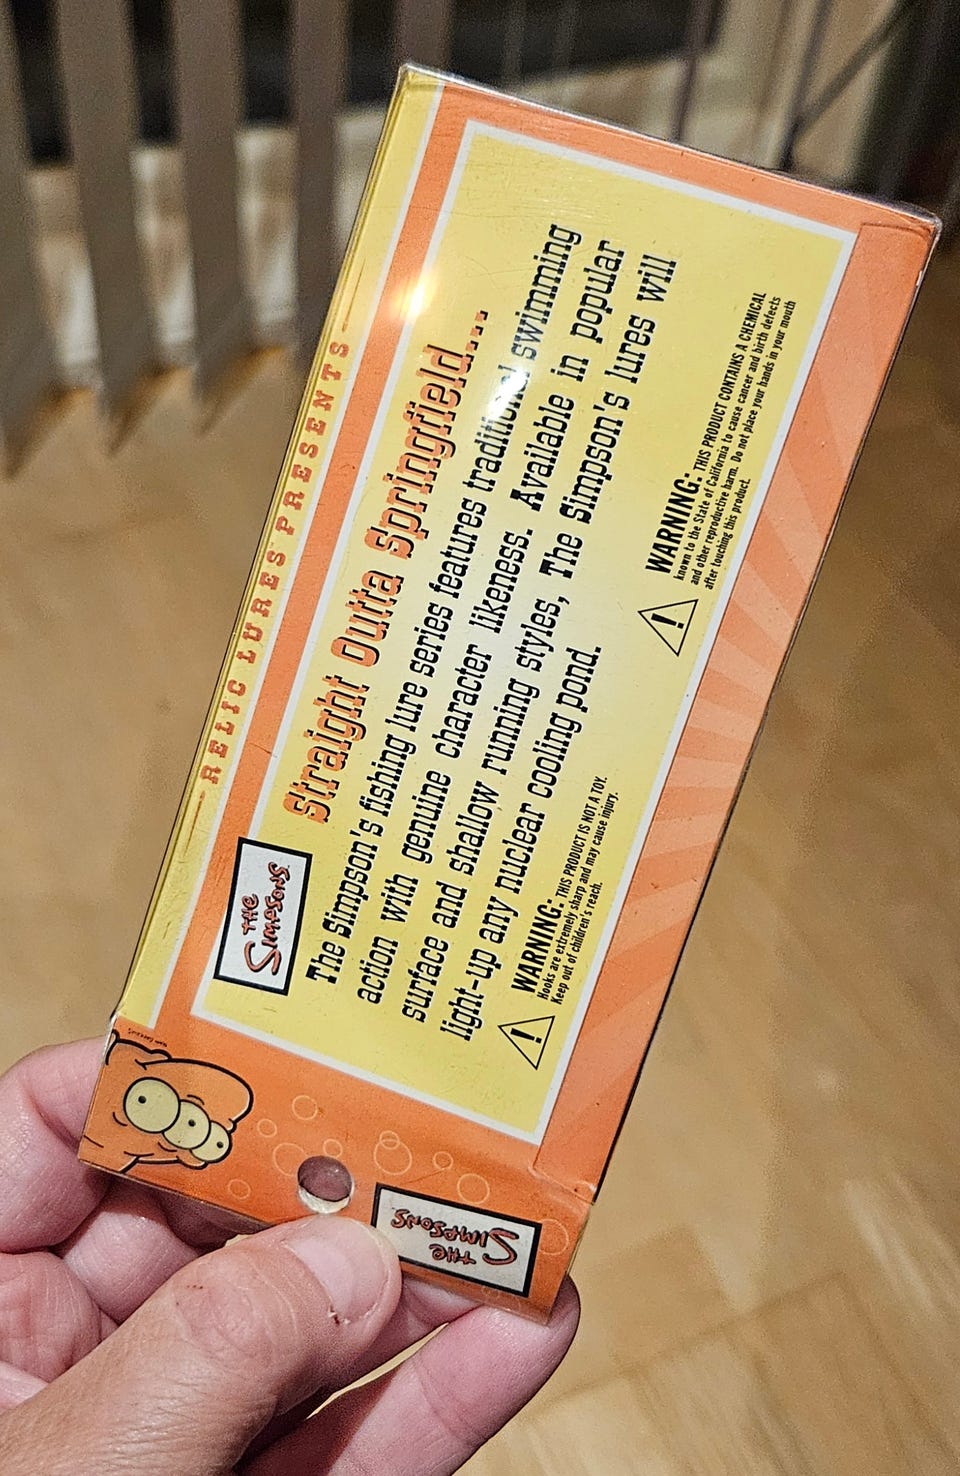 RELIC LURES PRESENTS
THE
SIMPSONS
Straight Outta Springfield...
The Simpson's fishing lure series features traditional swimming
action with genuine character likeness. Available in popular
surface and shallow running styles, The Simpson's lures will
light-up any nuclear cooling pond.
WARNING: THIS PRODUCT IS NOT A TOY.
Hooks are extremely sharp and may cause injury.
Keep out of children's reach.
WARNING: THIS PRODUCT CONTAINS A CHEMICAL
known to the State of California to cause cancer and birth defects
and other reproductive harm. Do not place your hands in your mouth
after touching this product.
THE
SIMPSONS
MATT GROENING